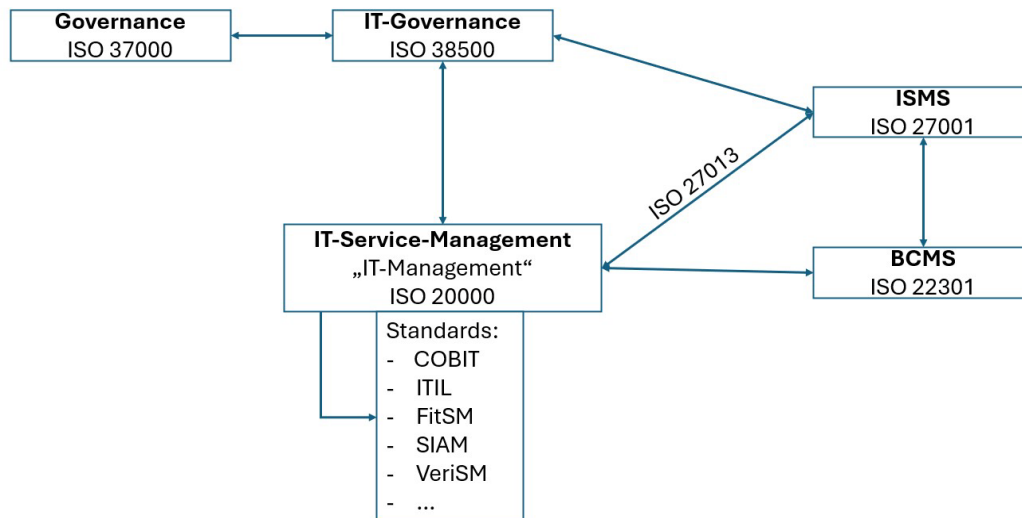 Governance
ISO 37000
IT-Governance
ISO 38500
ISMS
ISO 27001
ISO 27013
IT-Service-Management
„IT-Management“
ISO 20000
BCMS
ISO 22301
Standards:
- COBIT
- ITIL
- FitSM
- SIAM
- VeriSM
- ...